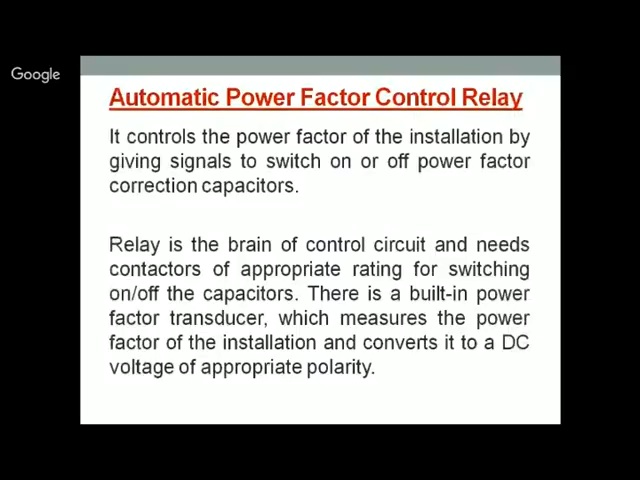 Google
Automatic Power Factor Control Relay
It controls the power factor of the installation by
giving signals to switch on or off power factor
correction capacitors.
Relay is the brain of control circuit and needs
contactors of appropriate rating for switching
on/off the capacitors. There is a built-in power
factor transducer, which measures the power
factor of the installation and converts it to a DC
voltage of appropriate polarity.